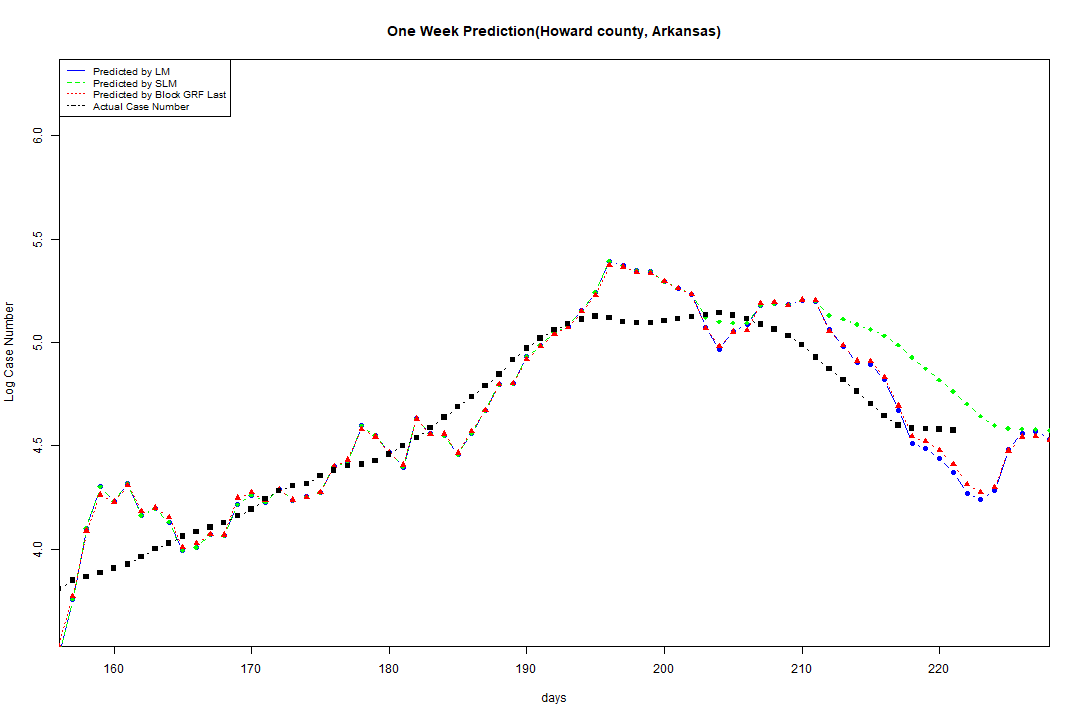 One Week Prediction(Howard county, Arkansas)
Predicted by LM
Predicted by SLM
Predicted by Block GRF Last
Actual Case Number
6.0
5.5
5.0
4.5
4.0
Log Case Number
160 170 180 190 200 210 220
days